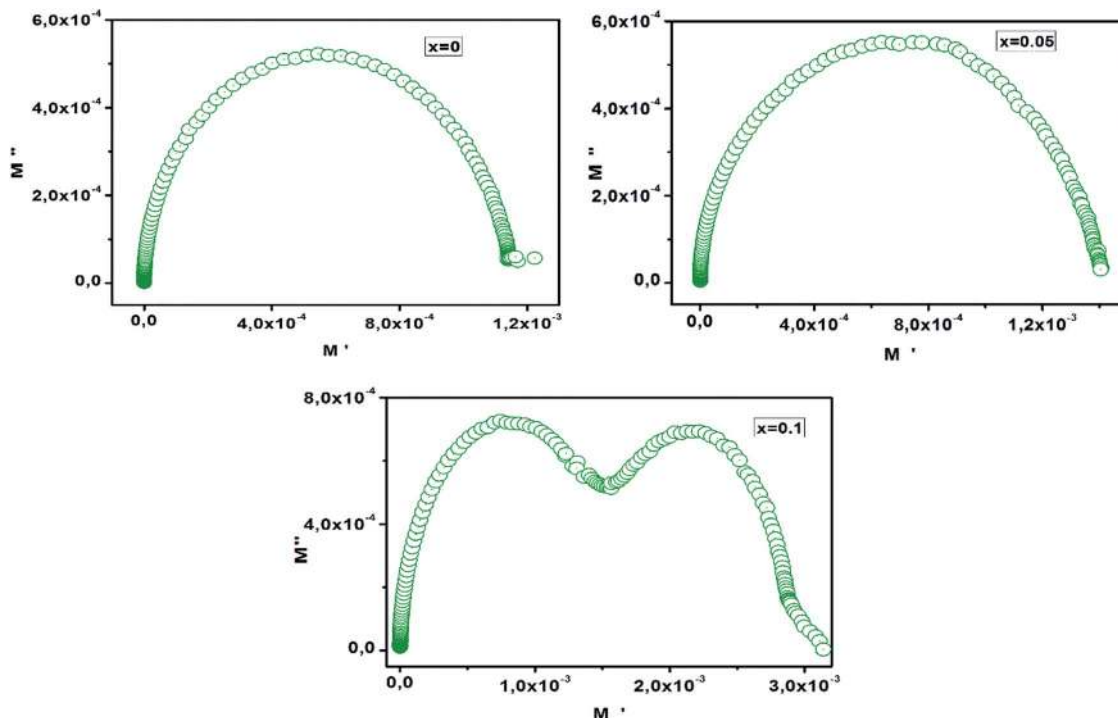 6,0x10⁻⁴
x=0
4,0x10⁻⁴
M "
2,0x10⁻⁴
0,0
0,0
4,0x10⁻⁴
8,0x10⁻⁴
1,2x10⁻³
M '
6,0x10⁻⁴
x=0.05
4,0x10⁻⁴
M "
2,0x10⁻⁴
0,0
0,0
4,0x10⁻⁴
8,0x10⁻⁴
1,2x10⁻³
M '
8,0x10⁻⁴
x=0.1
4,0x10⁻⁴
M"
0,0
0,0
1,0x10⁻³
2,0x10⁻³
3,0x10⁻³
M '